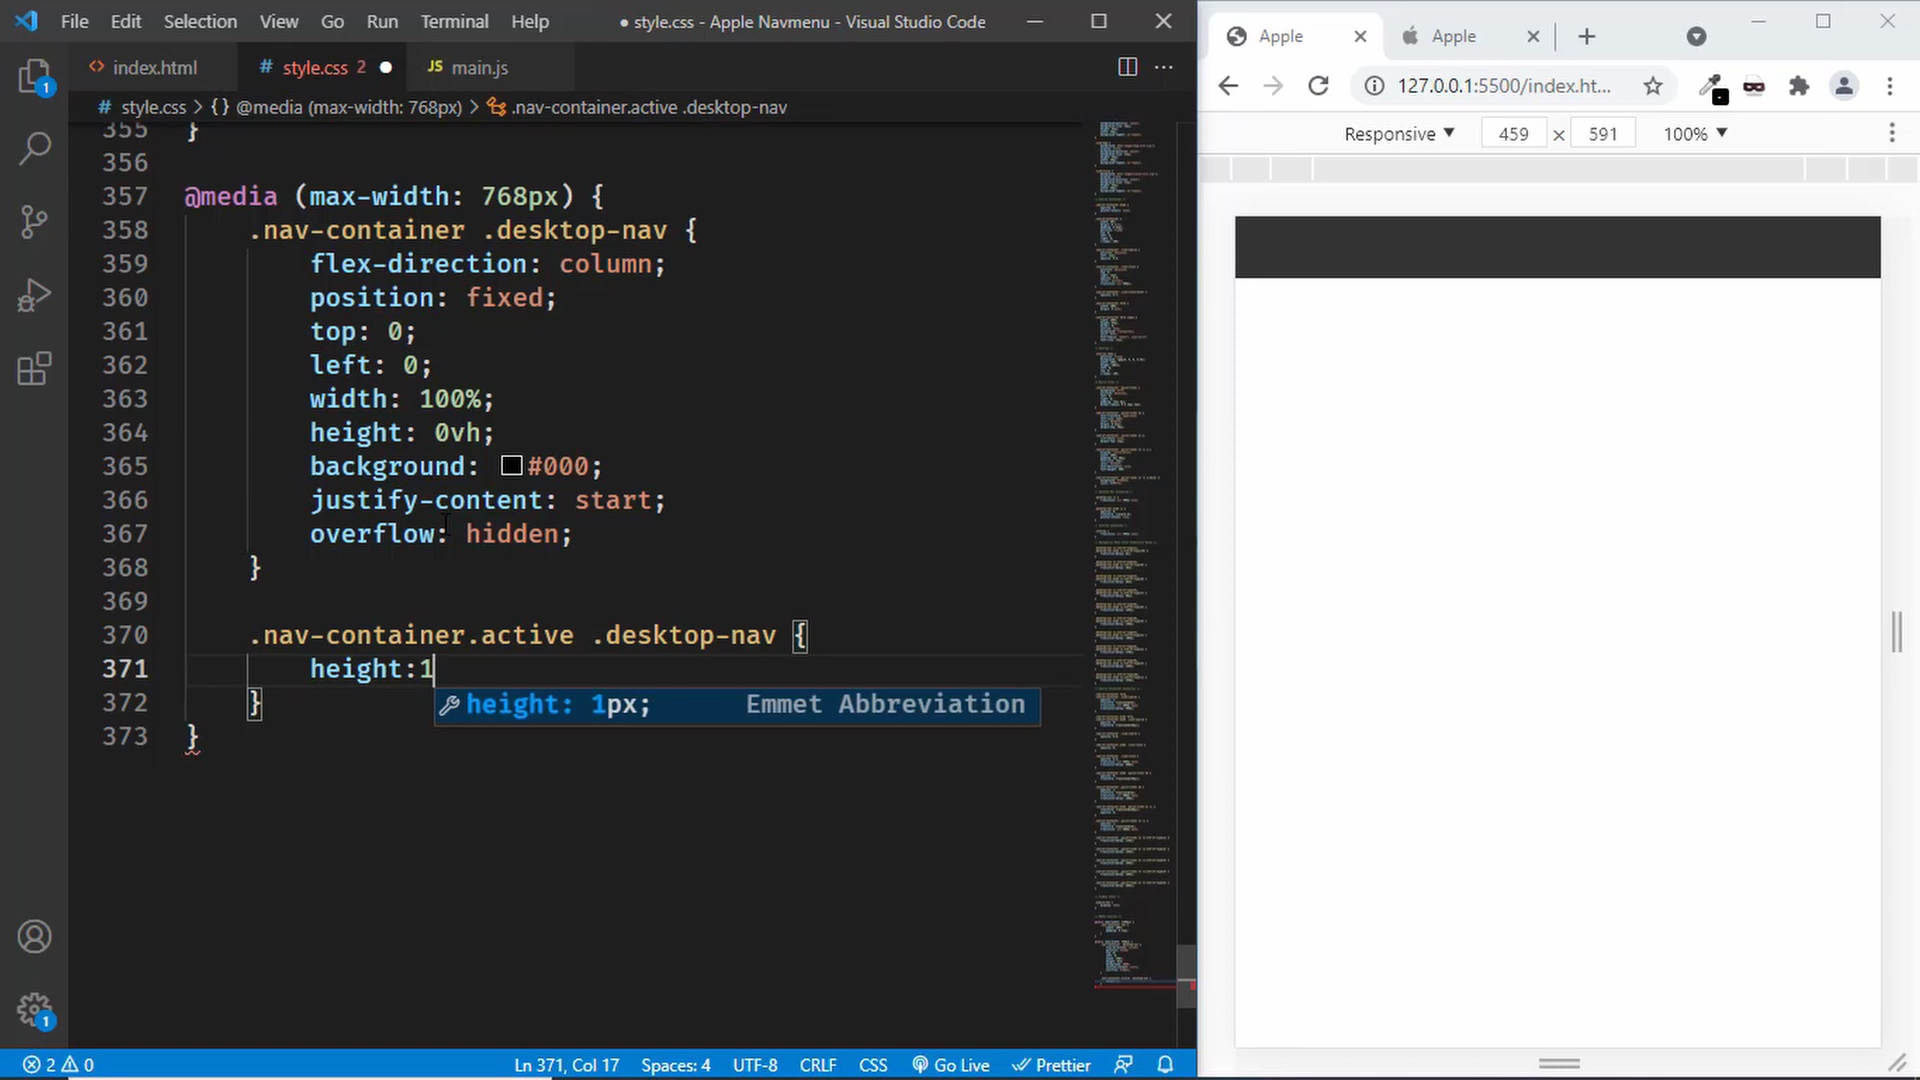 File Edit Selection View Go Run Terminal Help ● style.css - Apple Navmenu - Visual Studio Code
index.html # style.css 2 ● JS main.js
# style.css > {} @media (max-width: 768px) > .nav-container.active .desktop-nav
355 }
356
357 @media (max-width: 768px) {
358 .nav-container .desktop-nav {
359 flex-direction: column;
360 position: fixed;
361 top: 0;
362 left: 0;
363 width: 100%;
364 height: 0vh;
365 background: #000;
366 justify-content: start;
367 overflow: hidden;
368 }
369
370 .nav-container.active .desktop-nav {
371 height:1
height: 1px; Emmet Abbreviation
372 }
373 }
1
1
2 0 Ln 371, Col 17 Spaces: 4 UTF-8 CRLF CSS Go Live Prettier
Apple Apple
127.0.0.1:5500/index.ht...
Responsive 459 × 591 100%